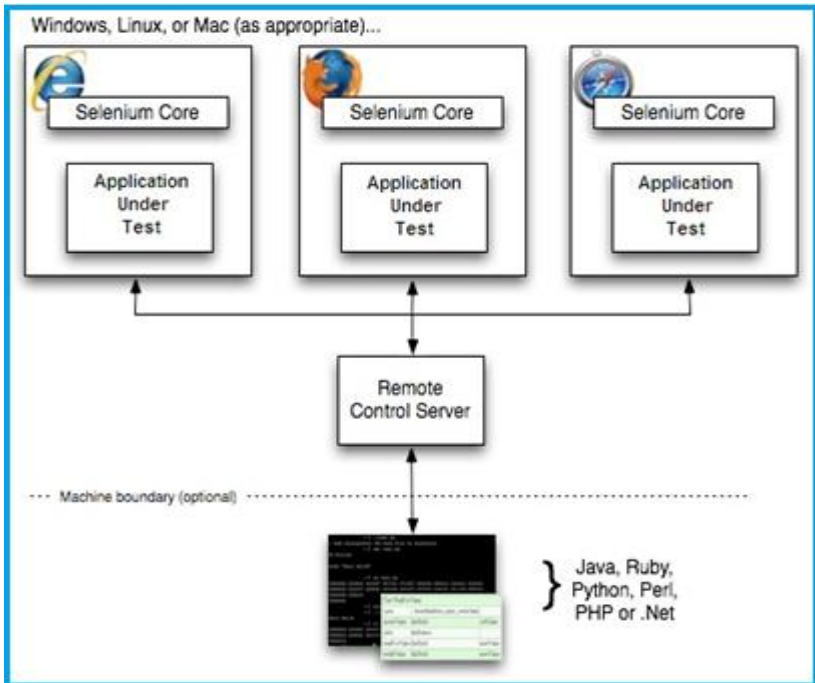 Windows, Linux, or Mac (as appropriate)...
Selenium Core
Application
Under
Test
Selenium Core
Application
Under
Test
Selenium Core
Application
Under
Test
Remote
Control Server
Machine boundary (optional)
Java, Ruby,
Python, Perl,
PHP or .Net